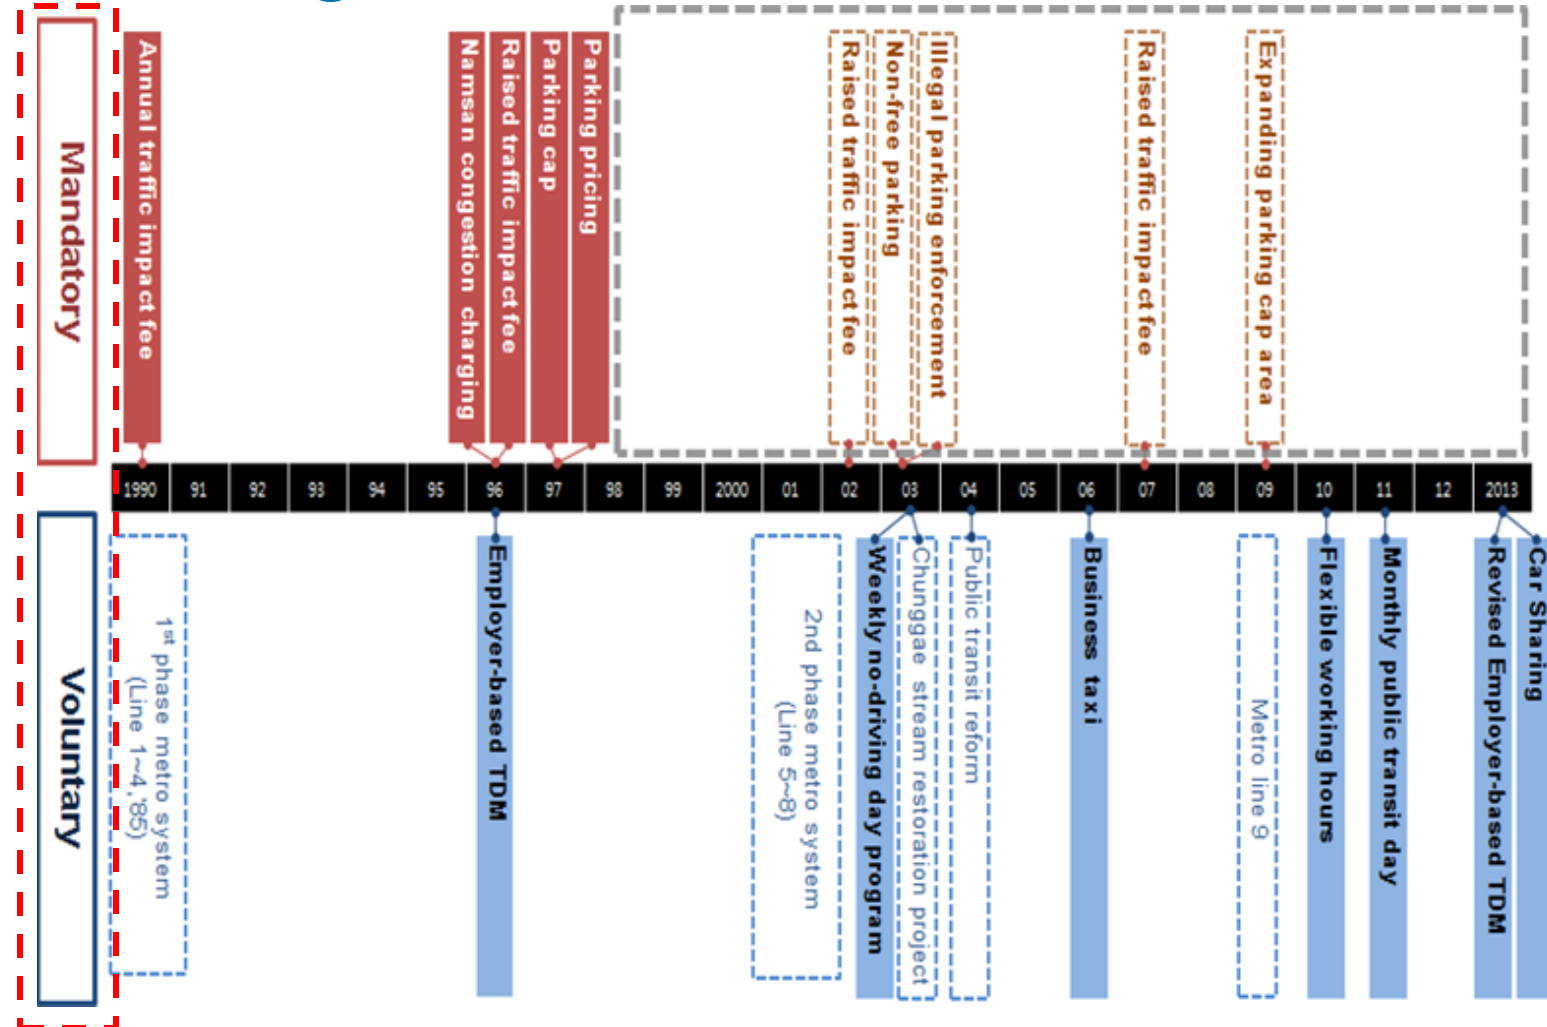 Mandatory
Annual traffic impact fee
Namsan congestion charging
Raised traffic impact fee
Parking cap
Parking pricing
Raised traffic impact fee
Non-free parking
Illegal parking enforcement
Raised traffic impact fee
Expanding parking cap area
1990 91 92 93 94 95 96 97 98 99 2000 01 02 03 04 05 06 07 08 09 10 11 12 2013
Voluntary
1st phase metro system
(Line 1~4,'85)
Employer-based TDM
2nd phase metro system
(Line 5~8)
Weekly no-driving day program
Chunggae stream restoration project
Public transit reform
Business taxi
Metro line 9
Flexible working hours
Monthly public transit day
Revised Employer-based TDM
Car Sharing